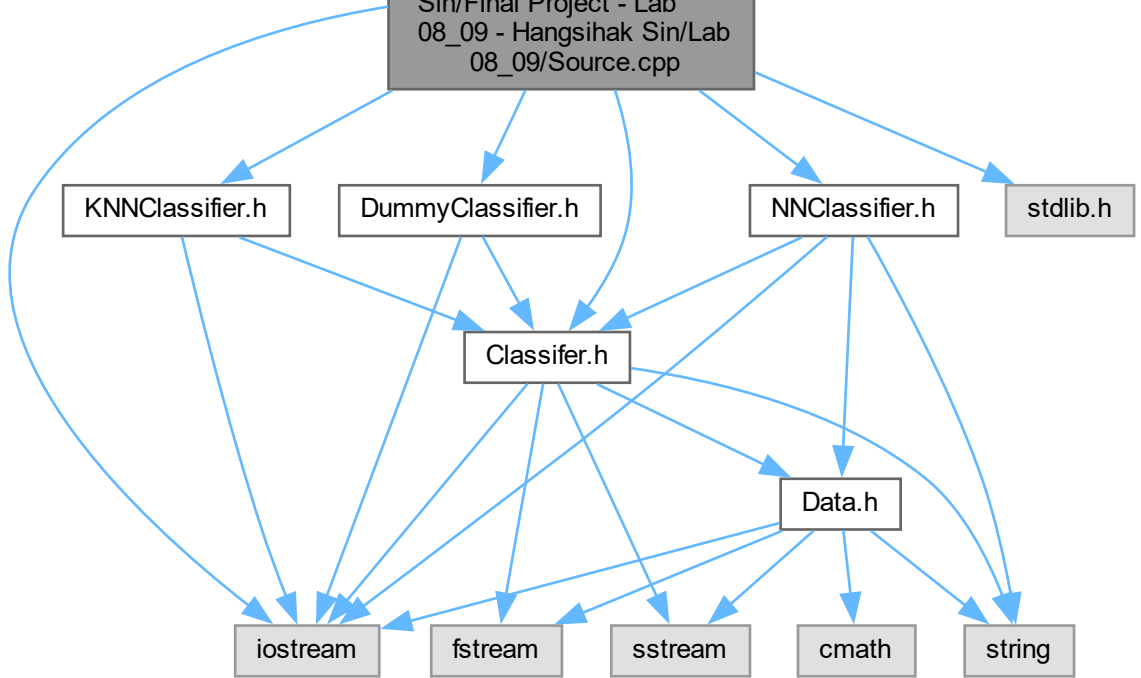 Sin/Final Project - Lab
08_09 - Hangsihak Sin/Lab
08_09/Source.cpp
KNNClassifier.h
DummyClassifier.h
NNClassifier.h
stdlib.h
Classifer.h
Data.h
iostream
fstream
sstream
cmath
string